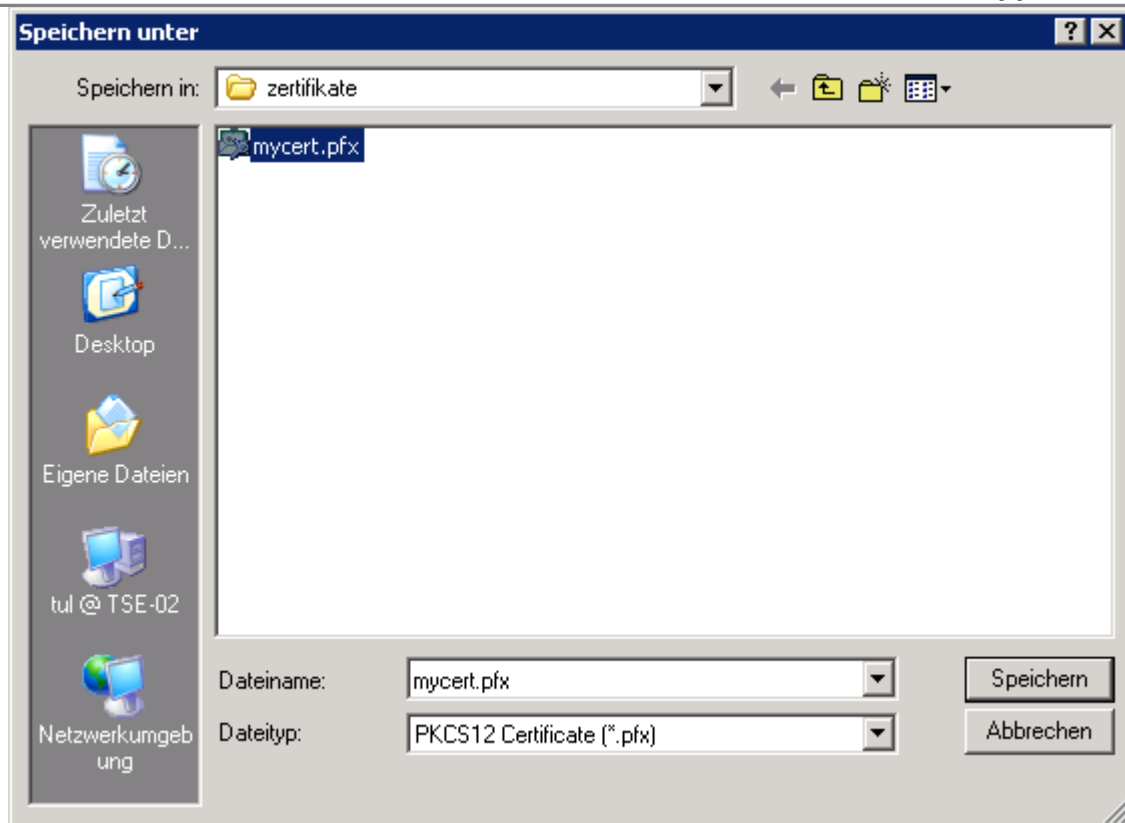 Speichern unter
Speichern in: zertifikate
mycert.pfx
Zuletzt
verwendete D...
Desktop
Eigene Dateien
tul @ TSE-02
Netzwerkumgeb
ung
Dateiname: mycert.pfx Speichern
Dateityp: PKCS12 Certificate (*.pfx) Abbrechen